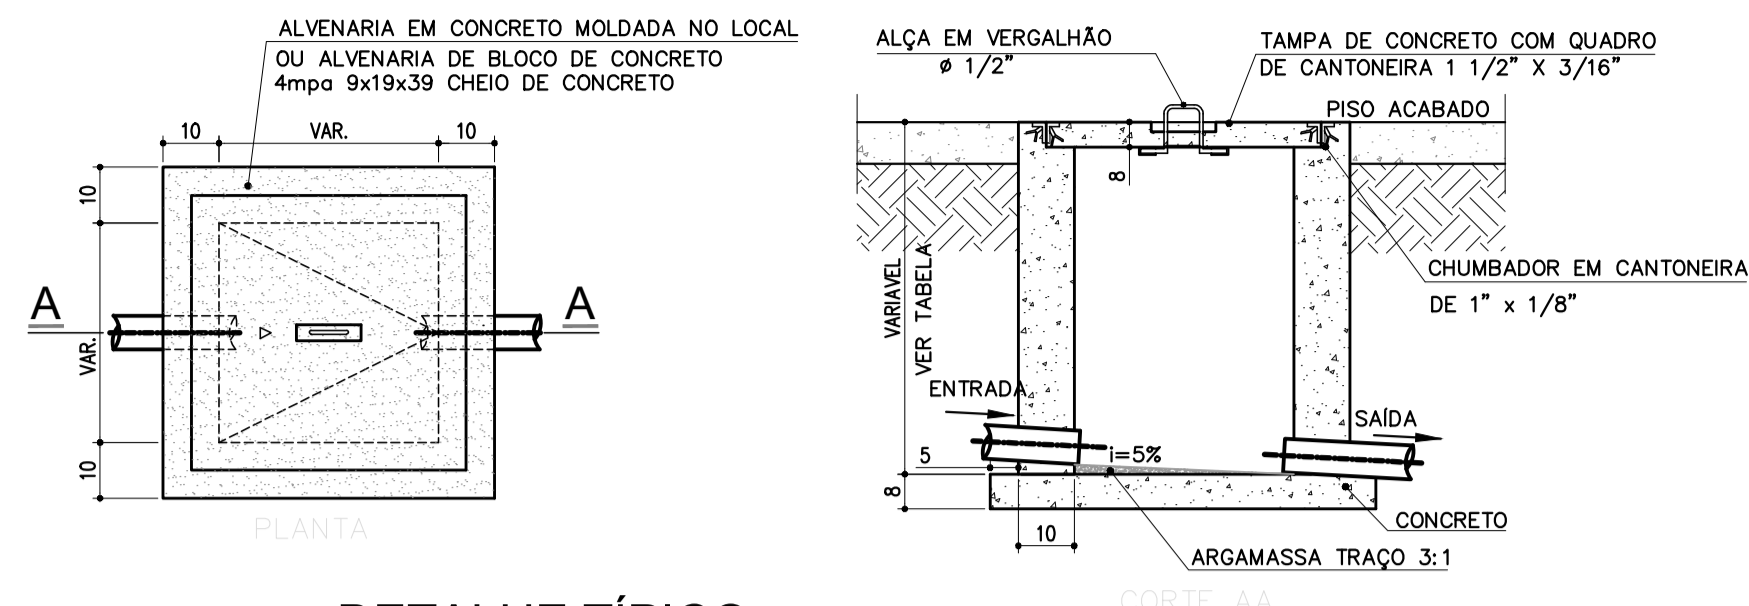 ALVENARIA EM CONCRETO MOLDADA NO LOCAL
OU ALVENARIA DE BLOCO DE CONCRETO
4mpa 9x19x39 CHEIO DE CONCRETO
10
VAR.
10
10
VAR.
10
A
A
PLANTA
ALÇA EM VERGALHÃO
ø 1/2"
TAMPA DE CONCRETO COM QUADRO
DE CANTONEIRA 1 1/2" X 3/16"
PISO ACABADO
8
VARIAVEL
VER TABELA
CHUMBADOR EM CANTONEIRA
DE 1" x 1/8"
ENTRADA
SAÍDA
i=5%
5
8
10
CONCRETO
ARGAMASSA TRAÇO 3:1
CORTE AA
DETALHE TÍPICO